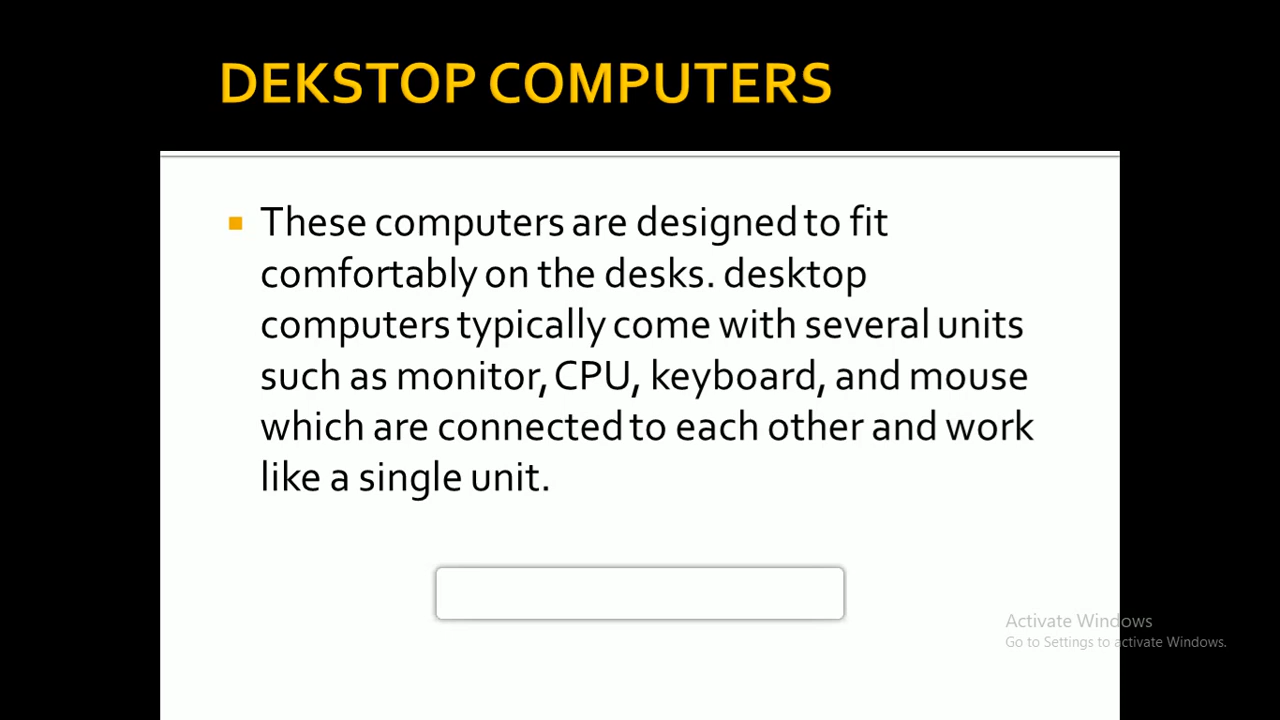 DEKSTOP COMPUTERS
These computers are designed to fit
comfortably on the desks. desktop
computers typically come with several units
such as monitor, CPU, keyboard, and mouse
which are connected to each other and work
like a single unit.
Activate Windows
Go to Settings to activate Windows.